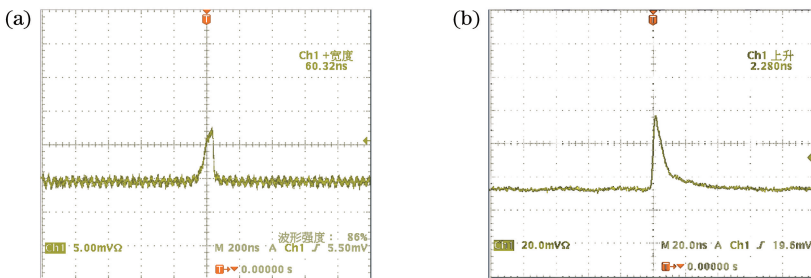 (a)
T
Ch1 +宽度
60.32ns
波形强度： 86%
Ch1 5.00mVΩ M 200ns A Ch1 ∫ 5.50mV
T→▼ 0.00000 s
(b)
T
Ch1 上升
2.280ns
Ch1 20.0mVΩ M 20.0ns A Ch1 ∫ 19.6mV
→▼ 0.00000 s